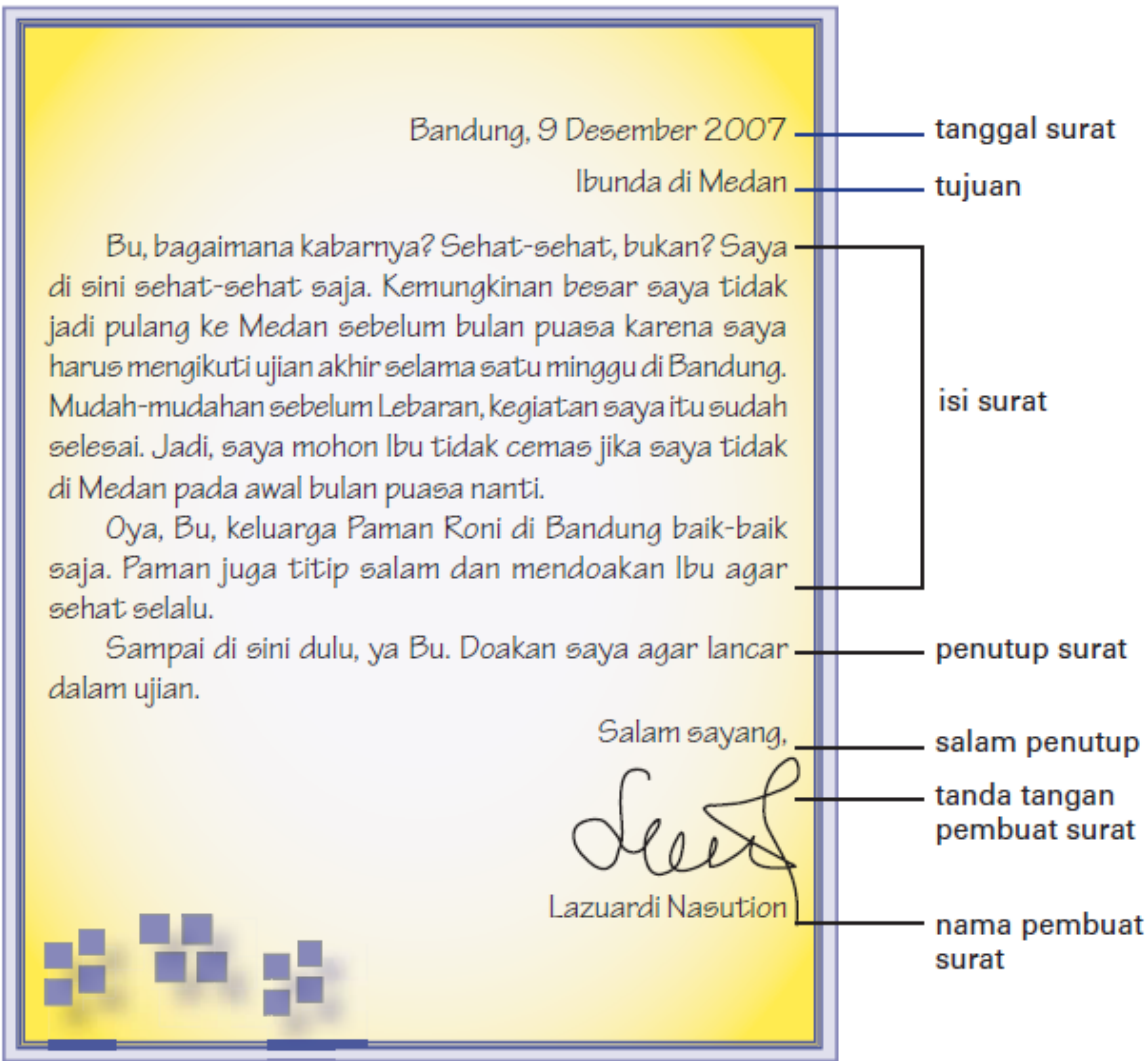 Bandung, 9 Desember 2007
tanggal surat
Ibunda di Medan
tujuan
Bu, bagaimana kabarnya? Sehat-sehat, bukan? Saya
di sini sehat-sehat saja. Kemungkinan besar saya tidak
jadi pulang ke Medan sebelum bulan puasa karena saya
harus mengikuti ujian akhir selama satu minggu di Bandung.
Mudah-mudahan sebelum Lebaran, kegiatan saya itu sudah
selesai. Jadi, saya mohon Ibu tidak cemas jika saya tidak
di Medan pada awal bulan puasa nanti.
Oya, Bu, keluarga Paman Roni di Bandung baik-baik
saja. Paman juga titip salam dan mendoakan Ibu agar
sehat selalu.
isi surat
Sampai di sini dulu, ya Bu. Doakan saya agar lancar
dalam ujian.
penutup surat
Salam sayang,
salam penutup
tanda tangan
pembuat surat
Lazuardi Nasution
nama pembuat
surat